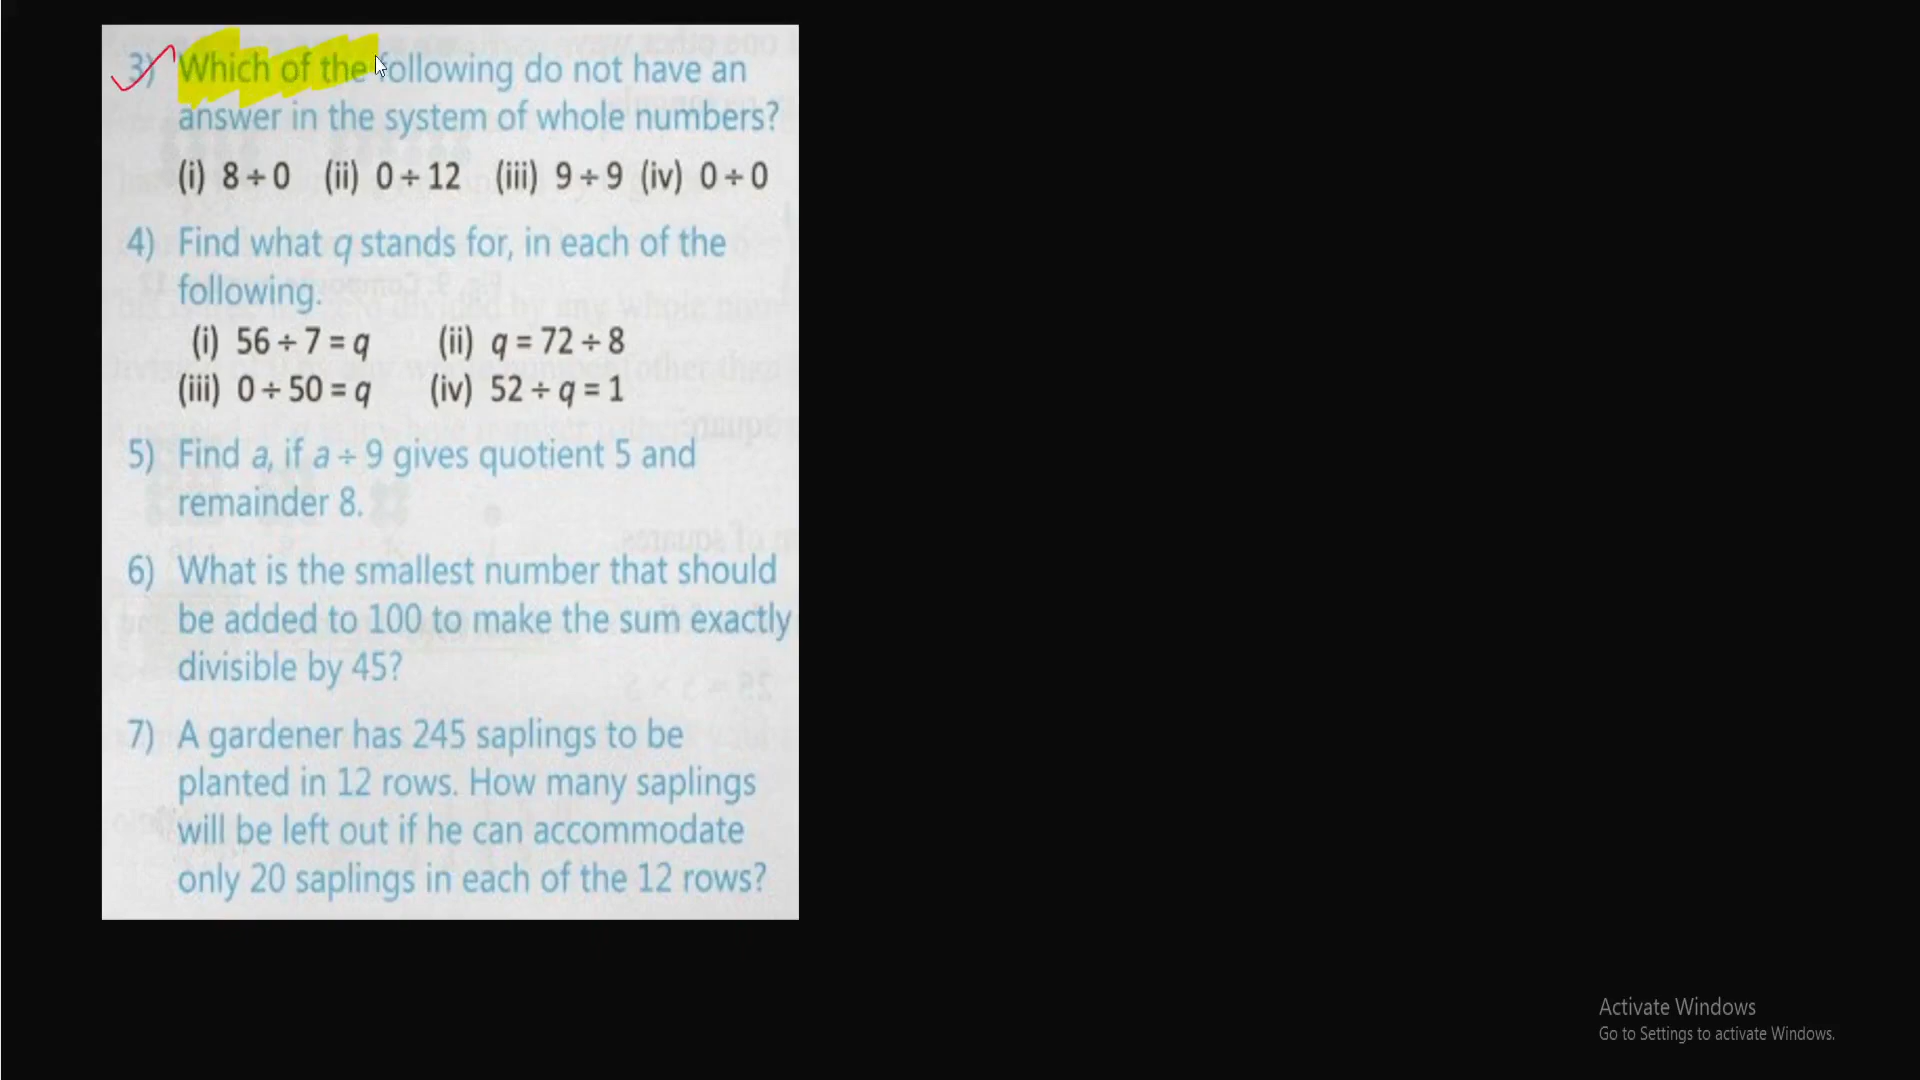 3) Which of the following do not have an
answer in the system of whole numbers?
(i) 8 ÷ 0 (ii) 0 ÷ 12 (iii) 9 ÷ 9 (iv) 0 ÷ 0
4) Find what q stands for, in each of the
following.
(i) 56 ÷ 7 = q (ii) q = 72 ÷ 8
(iii) 0 ÷ 50 = q (iv) 52 ÷ q = 1
5) Find a, if a ÷ 9 gives quotient 5 and
remainder 8.
6) What is the smallest number that should
be added to 100 to make the sum exactly
divisible by 45?
7) A gardener has 245 saplings to be
planted in 12 rows. How many saplings
will be left out if he can accommodate
only 20 saplings in each of the 12 rows?
Activate Windows
Go to Settings to activate Windows.